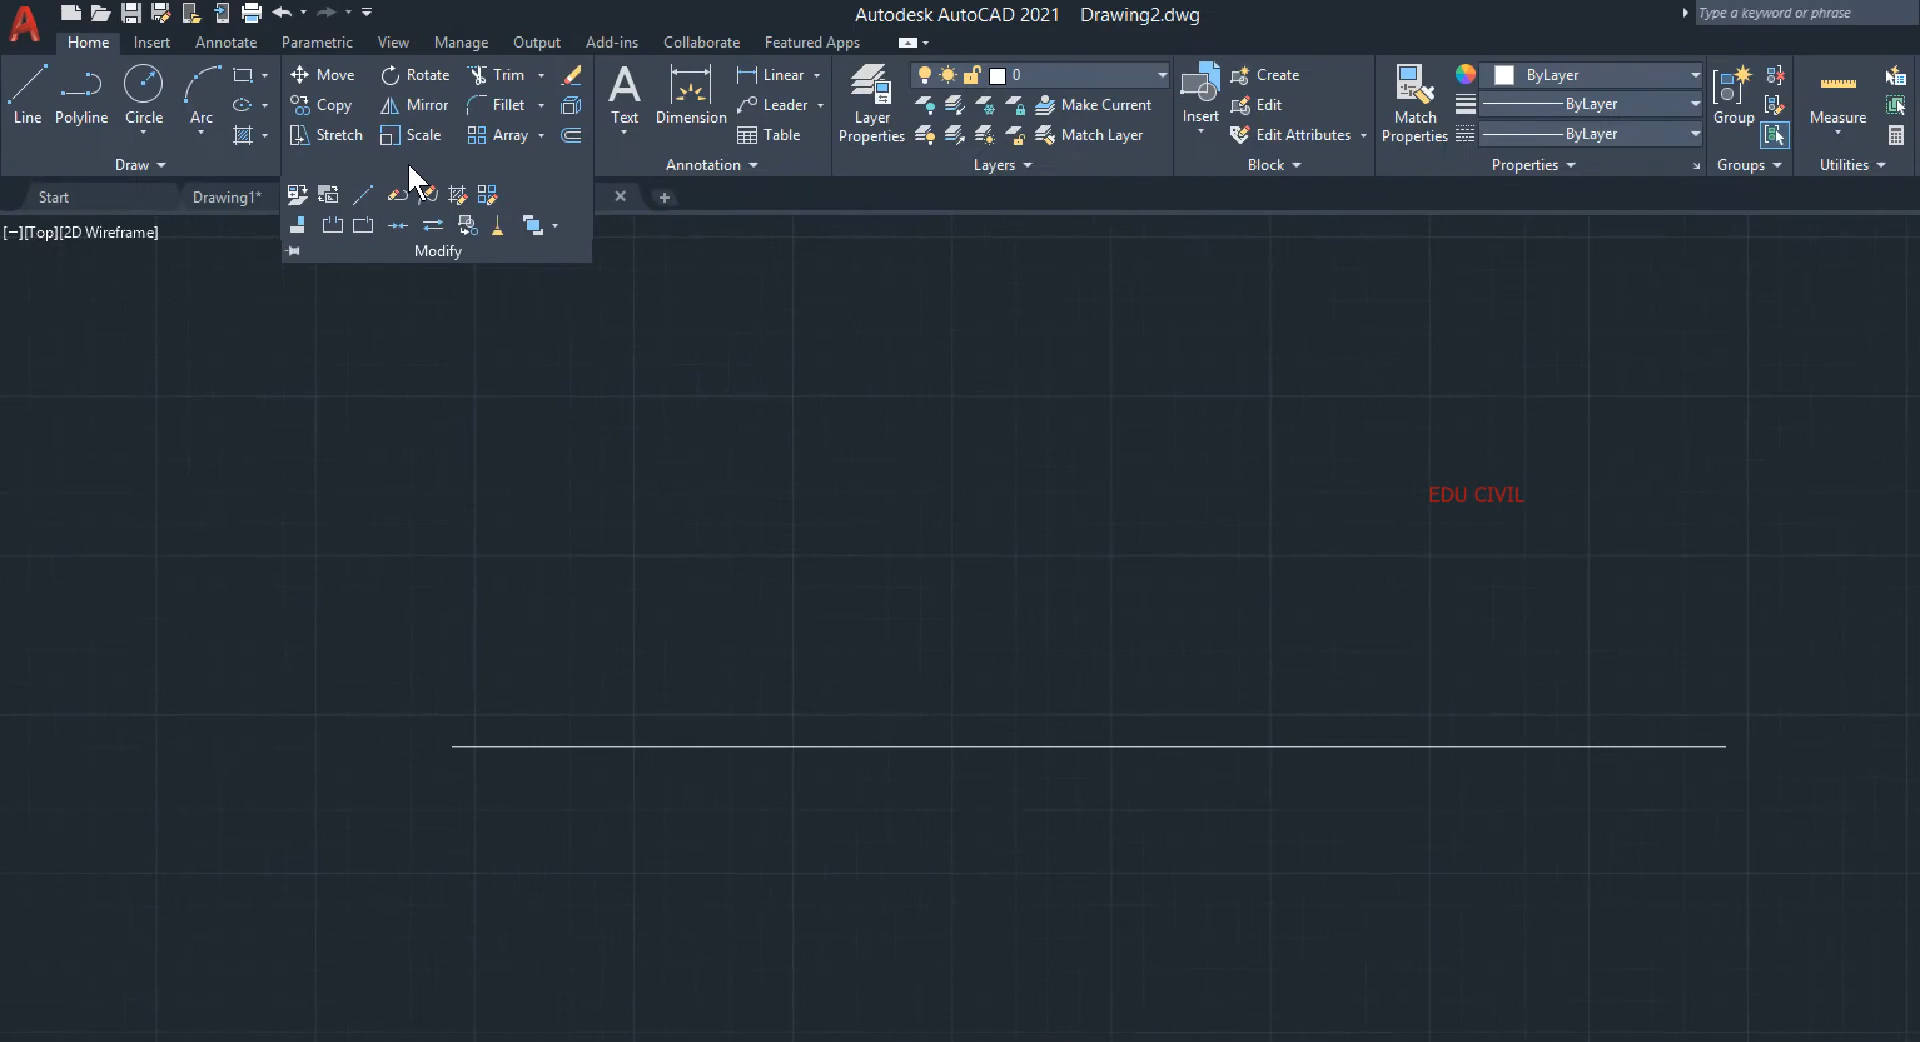 Autodesk AutoCAD 2021 Drawing2.dwg
Type a keyword or phrase
Home Insert Annotate Parametric View Manage Output Add-ins Collaborate Featured Apps
Line Polyline Circle Arc
Draw
Move Rotate Trim
Copy Mirror Fillet
Stretch Scale Array
Modify
Text Dimension
Linear
Leader
Table
Annotation
Layer Properties
0
Make Current
Match Layer
Layers
Insert
Create
Edit
Edit Attributes
Block
Match Properties
ByLayer
ByLayer
ByLayer
Properties
Group
Groups
Measure
Utilities
Start Drawing1*
[−][Top][2D Wireframe]
EDU CIVIL